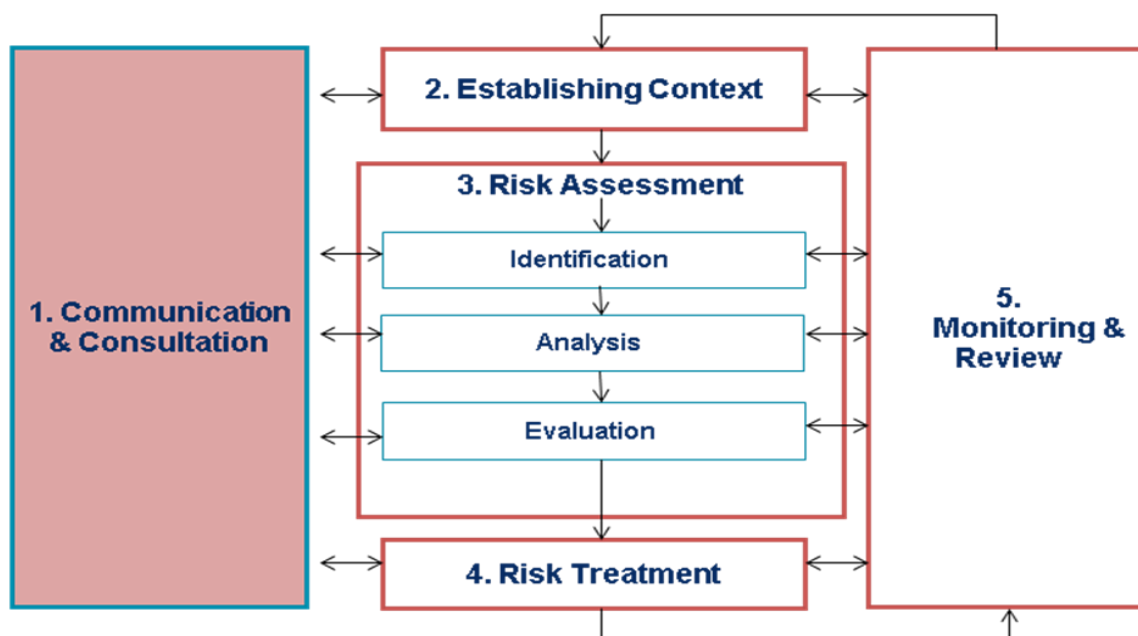 1. Communication
& Consultation
2. Establishing Context
3. Risk Assessment
Identification
Analysis
Evaluation
4. Risk Treatment
5.
Monitoring &
Review